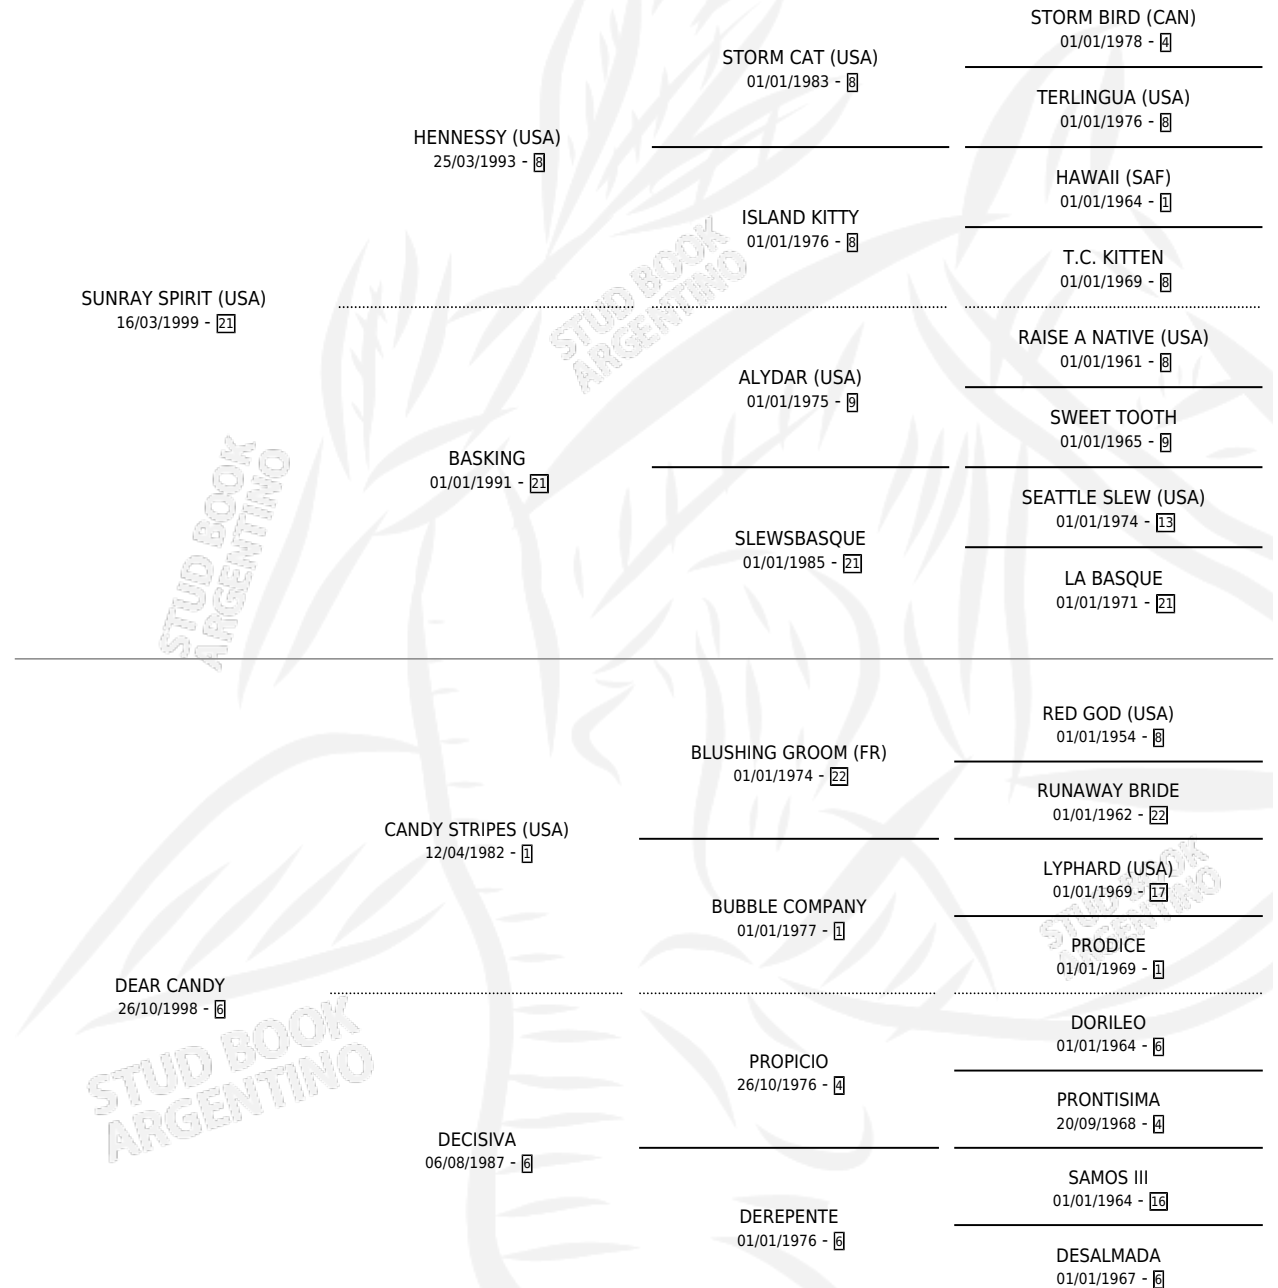 STORM BIRD (CAN)
01/01/1978 - 4
STORM CAT (USA)
01/01/1983 - 8
TERLINGUA (USA)
01/01/1976 - 8
HENNESSY (USA)
25/03/1993 - 8
HAWAII (SAF)
01/01/1964 - 1
ISLAND KITTY
01/01/1976 - 8
T.C. KITTEN
01/01/1969 - 8
SUNRAY SPIRIT (USA)
16/03/1999 - 21
RAISE A NATIVE (USA)
01/01/1961 - 8
ALYDAR (USA)
01/01/1975 - 9
SWEET TOOTH
01/01/1965 - 9
BASKING
01/01/1991 - 21
SEATTLE SLEW (USA)
01/01/1974 - 13
SLEWSBASQUE
01/01/1985 - 21
LA BASQUE
01/01/1971 - 21
RED GOD (USA)
01/01/1954 - 8
BLUSHING GROOM (FR)
01/01/1974 - 22
RUNAWAY BRIDE
01/01/1962 - 22
CANDY STRIPES (USA)
12/04/1982 - 1
LYPHARD (USA)
01/01/1969 - 17
BUBBLE COMPANY
01/01/1977 - 1
PRODICE
01/01/1969 - 1
DEAR CANDY
26/10/1998 - 6
DORILEO
01/01/1964 - 6
PROPICIO
26/10/1976 - 4
PRONTISIMA
20/09/1968 - 4
DECISIVA
06/08/1987 - 6
SAMOS III
01/01/1964 - 16
DEREPENTE
01/01/1976 - 6
DESALMADA
01/01/1967 - 6
STUD BOOK
ARGENTINO
STUD BOOK
ARGENTINO
STUD BOOK
ARGENTINO
STUD BOOK
ARGENTINO